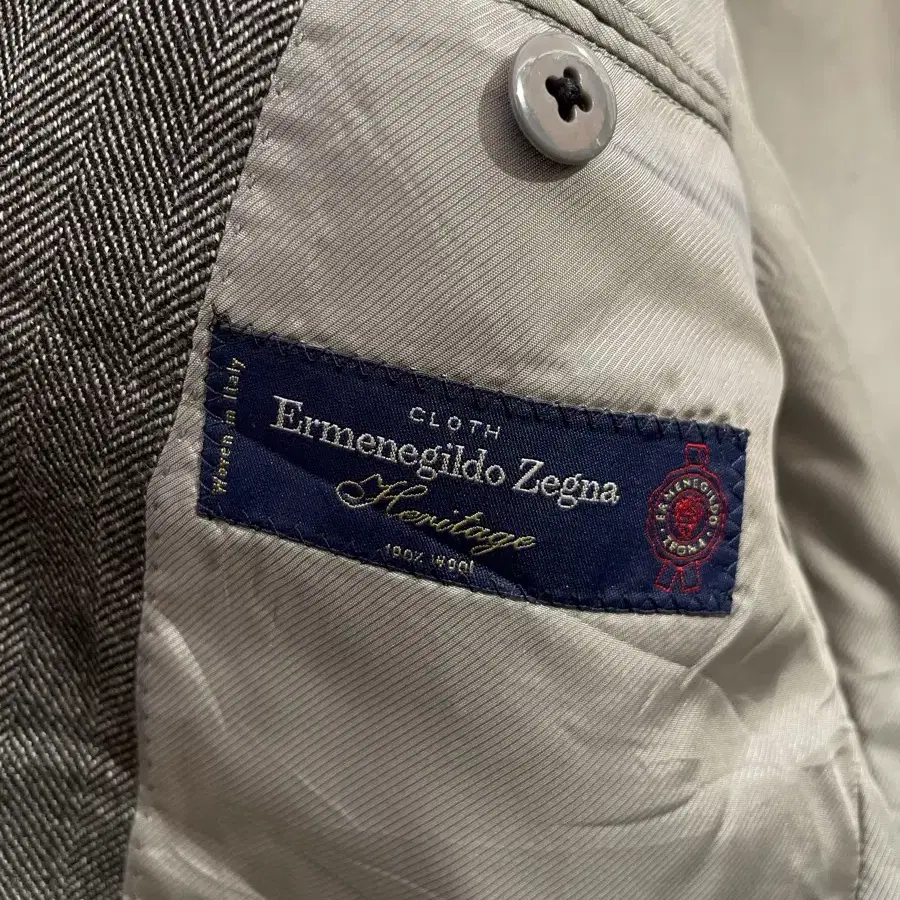 Woven in Italy
CLOTH
Ermenegildo Zegna
Heritage
100% Wool
ERMENEGILDO
ZEGNA